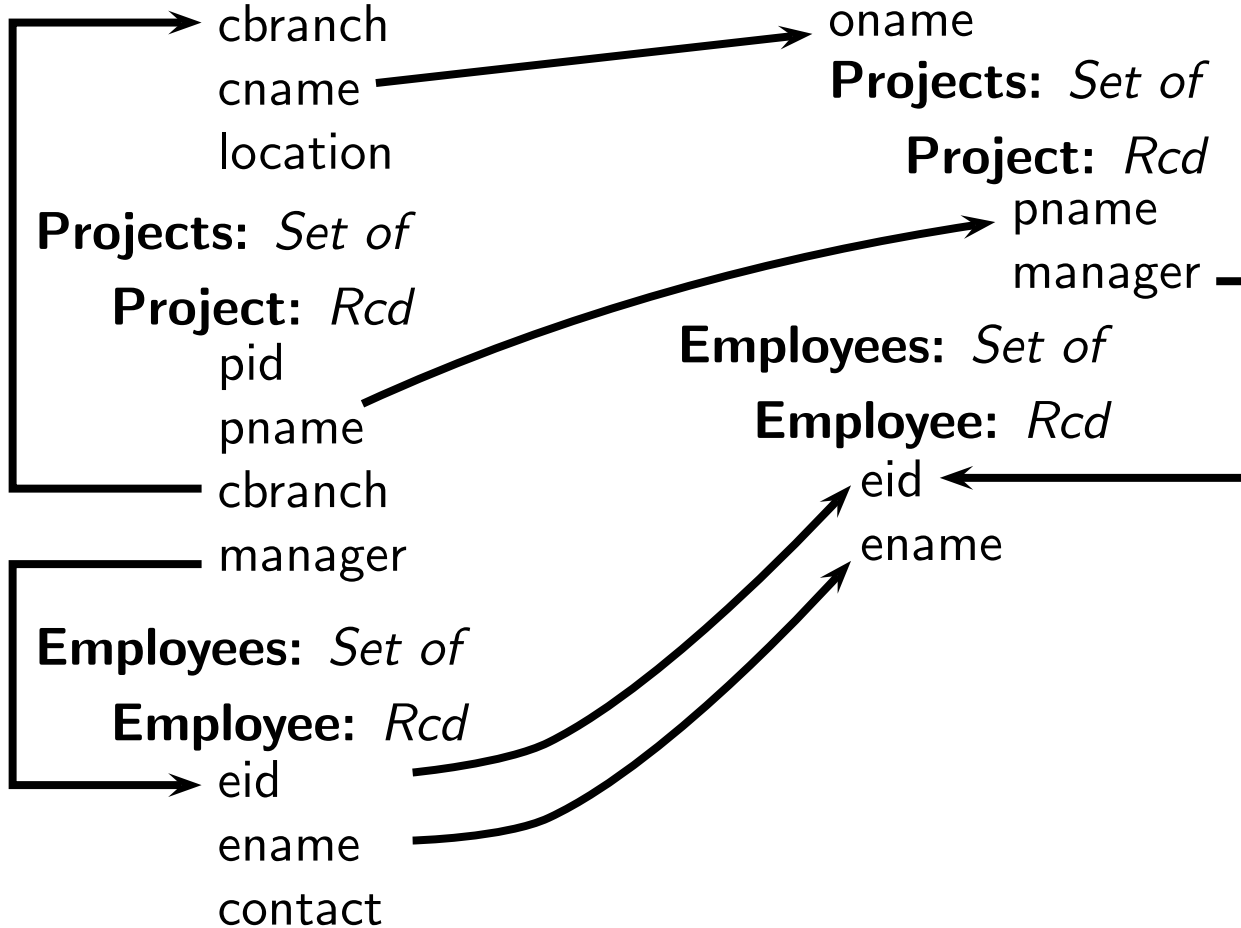 cbranch
cname
location
Projects: Set of
Project: Rcd
pid
pname
cbranch
manager
Employees: Set of
Employee: Rcd
eid
ename
contact
oname
Projects: Set of
Project: Rcd
pname
manager
Employees: Set of
Employee: Rcd
eid
ename